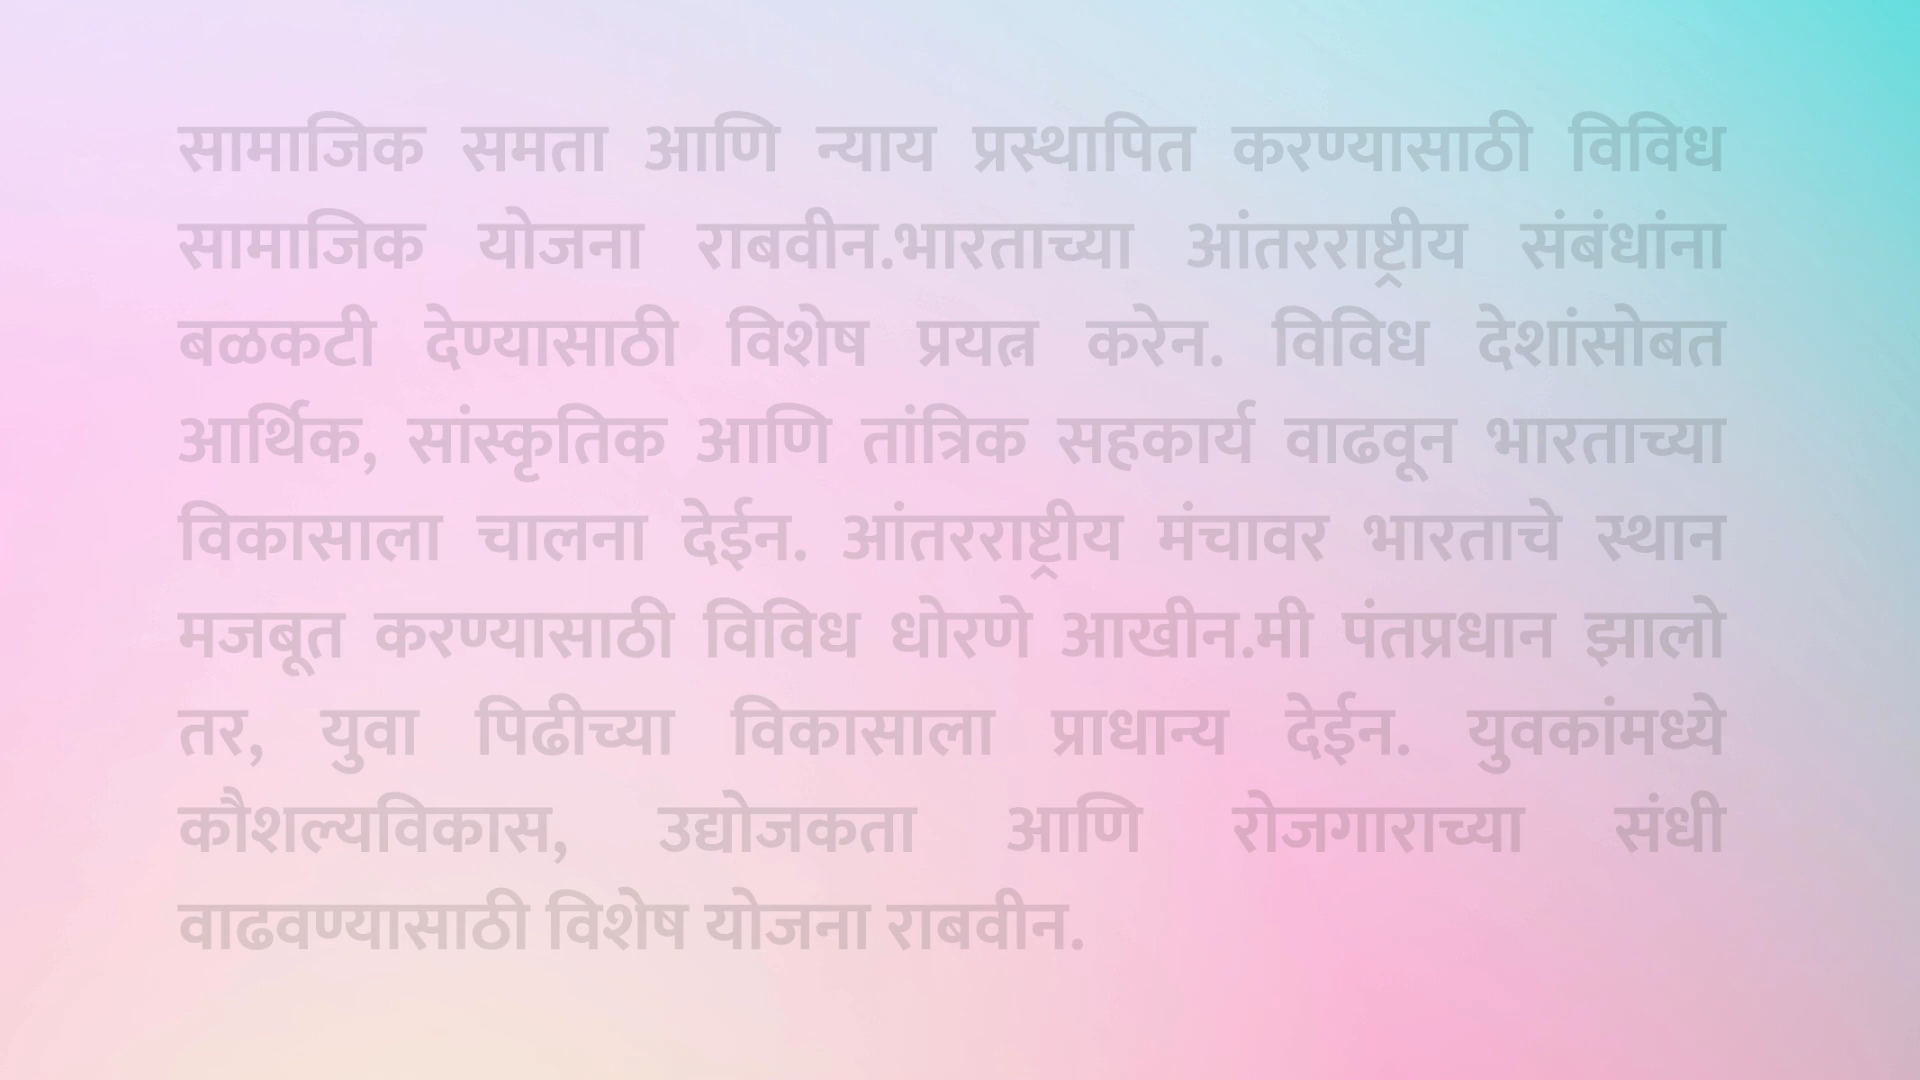 सामाजिक समता आणि न्याय प्रस्थापित करण्यासाठी विविध
सामाजिक योजना राबवीन.भारताच्या आंतरराष्ट्रीय संबंधांना
बळकटी देण्यासाठी विशेष प्रयत्न करेन. विविध देशांसोबत
आर्थिक, सांस्कृतिक आणि तांत्रिक सहकार्य वाढवून भारताच्या
विकासाला चालना देईन. आंतरराष्ट्रीय मंचावर भारताचे स्थान
मजबूत करण्यासाठी विविध धोरणे आखीन.मी पंतप्रधान झालो
तर, युवा पिढीच्या विकासाला प्राधान्य देईन. युवकांमध्ये
कौशल्यविकास, उद्योजकता आणि रोजगाराच्या संधी
वाढवण्यासाठी विशेष योजना राबवीन.